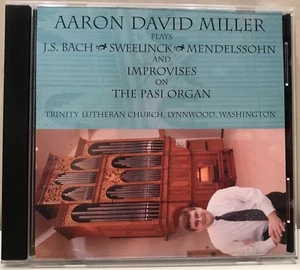 AARON DAVID MILLER
PLAYS
J.S. BACH SWEELINCK MENDELSSOHN
AND
IMPROVISES
ON
THE PASI ORGAN
TRINITY LUTHERAN CHURCH, LYNNWOOD, WASHINGTON